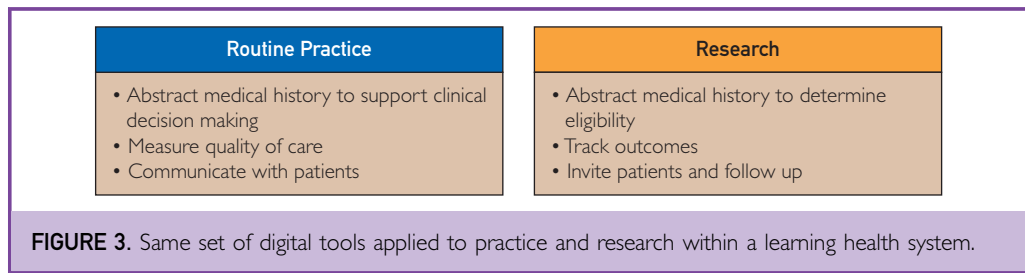 Routine Practice
• Abstract medical history to support clinical
decision making
• Measure quality of care
• Communicate with patients
Research
• Abstract medical history to determine
eligibility
• Track outcomes
• Invite patients and follow up
FIGURE 3. Same set of digital tools applied to practice and research within a learning health system.